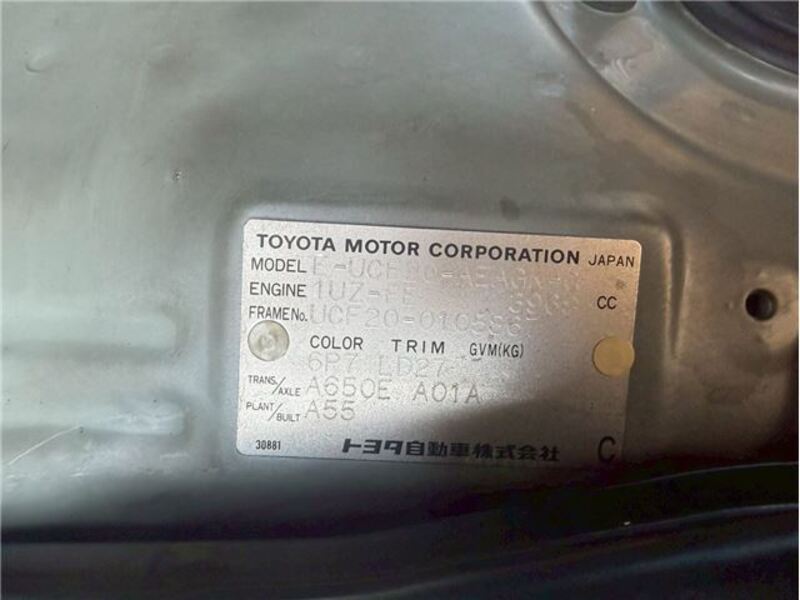 TOYOTA MOTOR CORPORATION JAPAN
MODEL
ENGINE 1UZ-FE CC
FRAME No. UCF20-0105
COLOR TRIM GVM(KG)
6P7 LD27
TRANS./AXLE A650E A01A
PLANT/BUILT A55
30881 トヨタ自動車株式会社 C